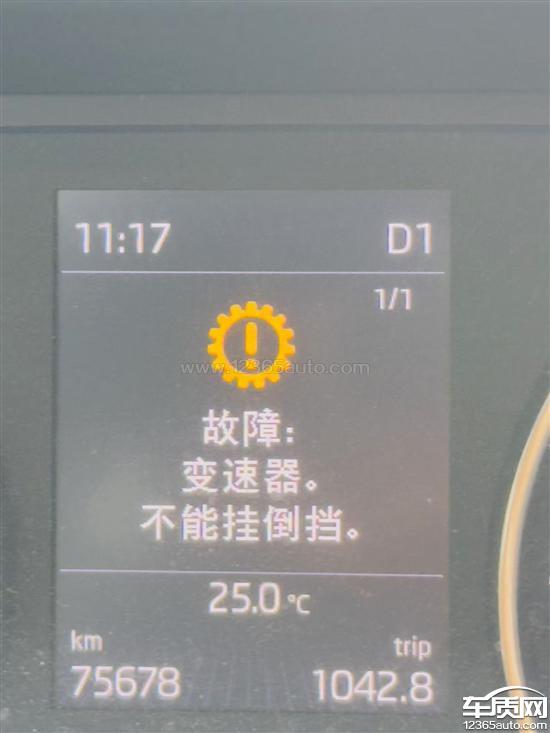 11:17 D1
1/1
www.12365auto.com
故障:
变速器。
不能挂倒挡。
25.0 °C
km trip
75678 1042.8
车质网
12365auto.com